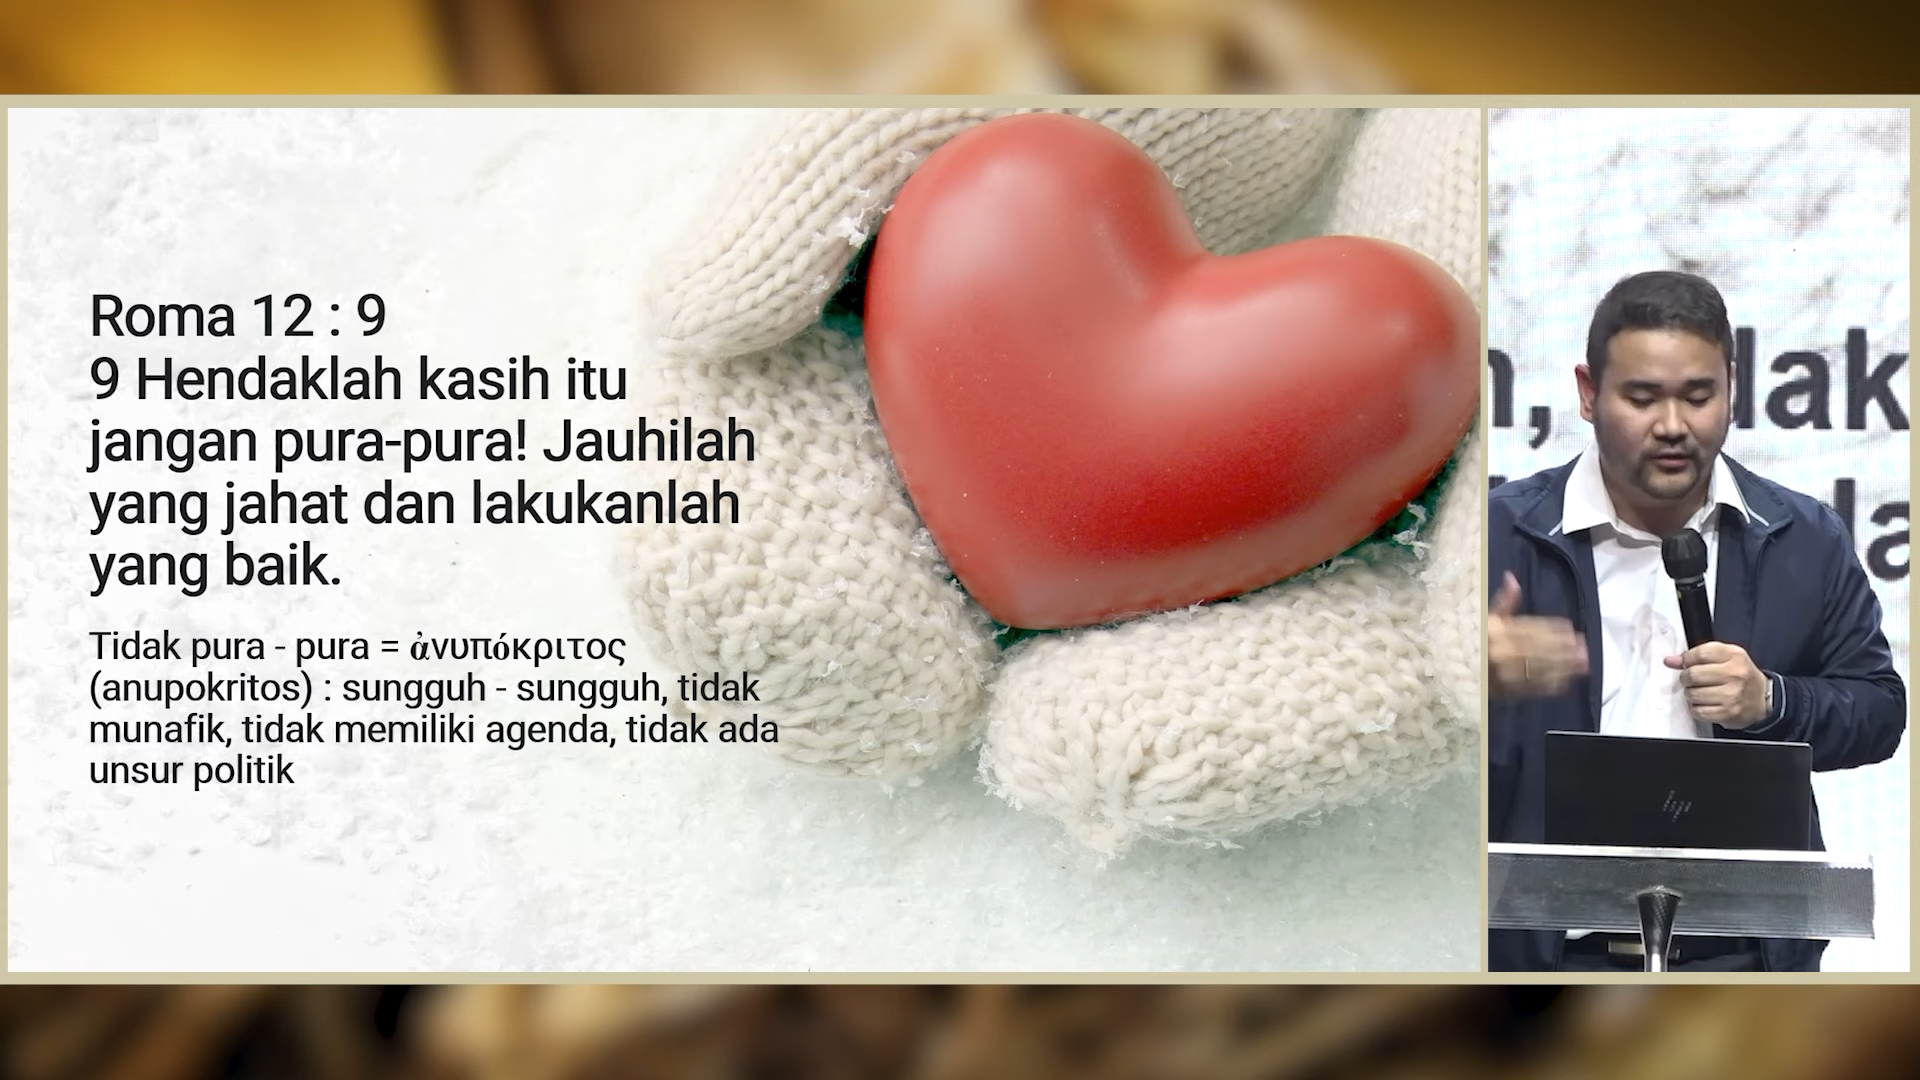 Roma 12 : 9
9 Hendaklah kasih itu
jangan pura-pura! Jauhilah
yang jahat dan lakukanlah
yang baik.
Tidak pura - pura = ἀνυπόκριτος
(anupokritos) : sungguh - sungguh, tidak
munafik, tidak memiliki agenda, tidak ada
unsur politik